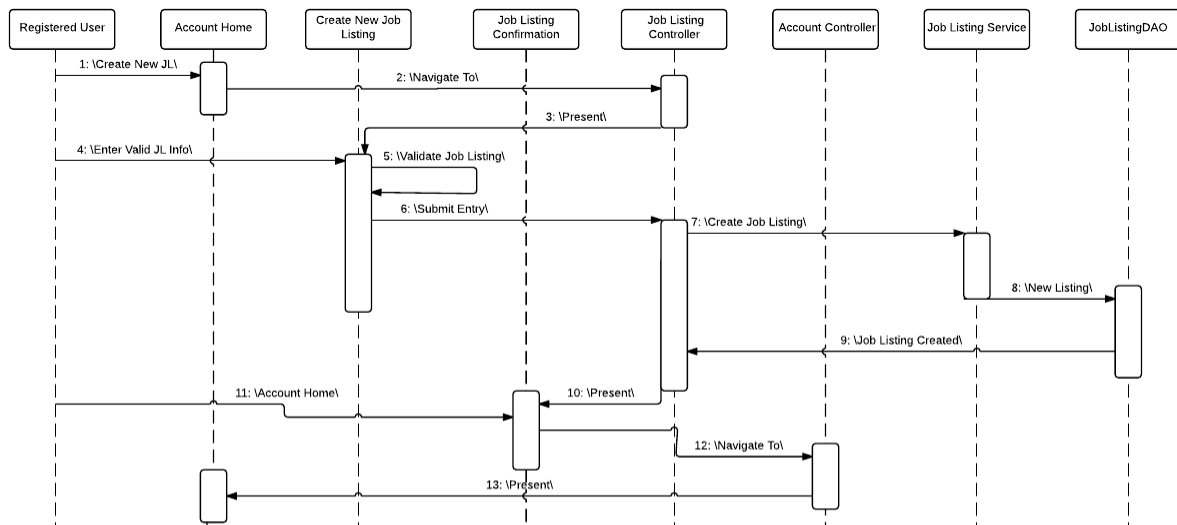 Registered User
Account Home
Create New Job
Listing
Job Listing
Confirmation
Job Listing
Controller
Account Controller
Job Listing Service
JobListingDAO
1: \Create New JL\
2: \Navigate To\
3: \Present\
4: \Enter Valid JL Info\
5: \Validate Job Listing\
6: \Submit Entry\
7: \Create Job Listing\
8: \New Listing\
9: \Job Listing Created\
10: \Present\
11: \Account Home\
12: \Navigate To\
13: \Present\